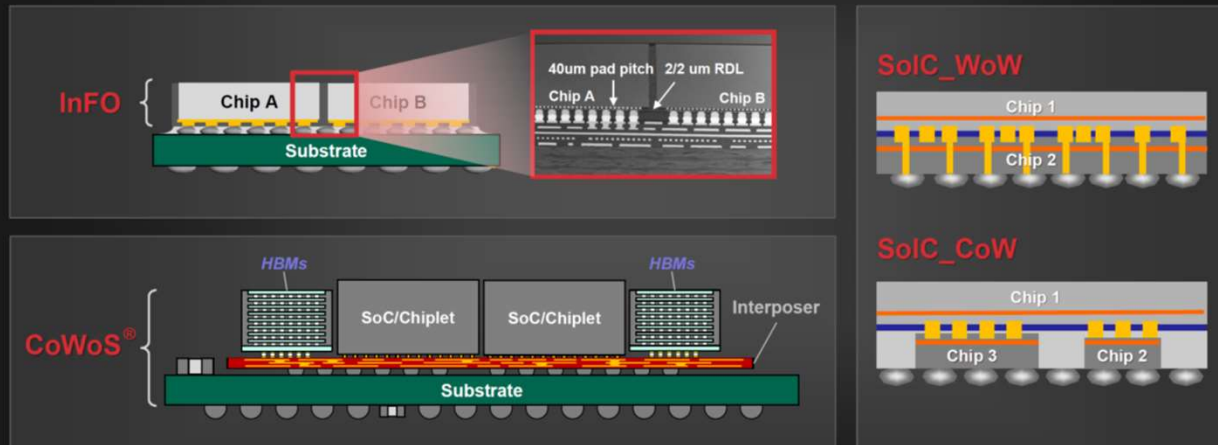 InFO
Chip A
Chip B
Substrate
40um pad pitch
2/2 um RDL
Chip A
Chip B
CoWoS®
HBMs
HBMs
SoC/Chiplet
SoC/Chiplet
Interposer
Substrate
SoIC_WoW
Chip 1
Chip 2
SoIC_CoW
Chip 1
Chip 3
Chip 2